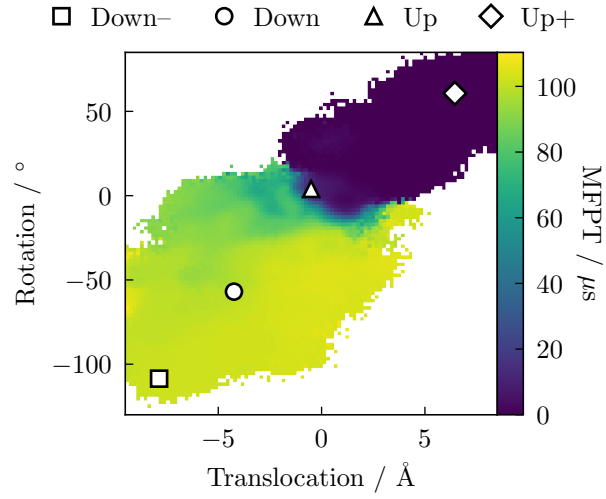 Down– Down Up Up+
50
0
−50
−100
Rotation / °
−5 0 5
Translocation / Å
100
80
60
40
20
0
MFPT / μs